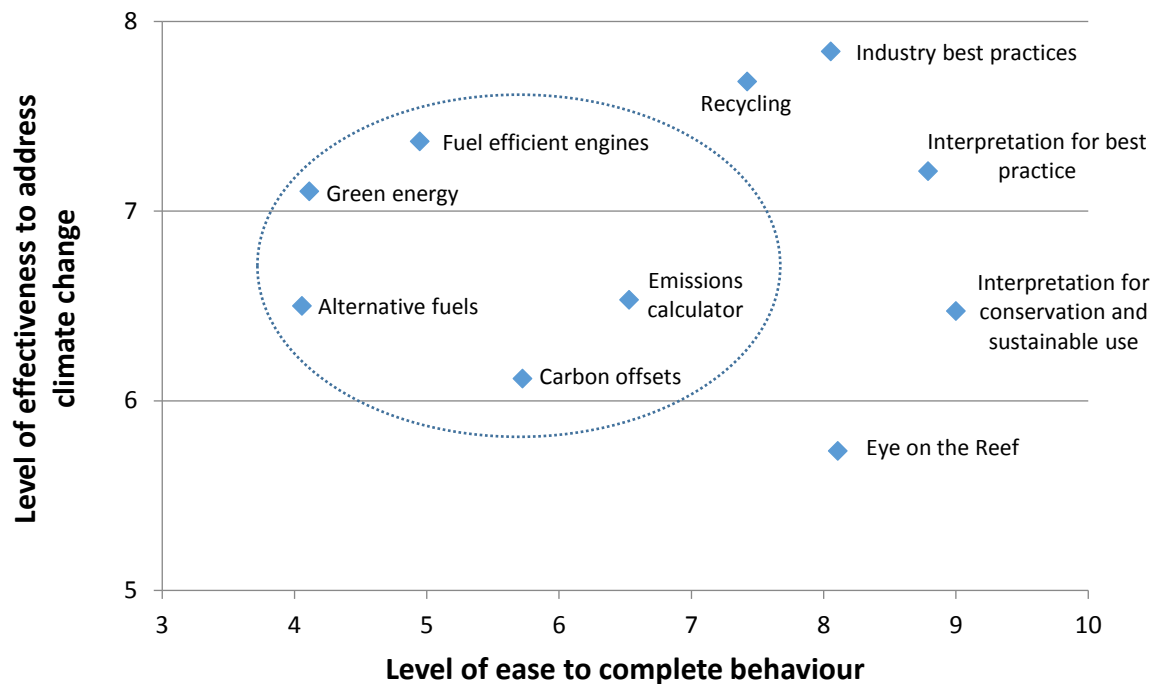 8
Industry best practices
Recycling
Fuel efficient engines
Interpretation for best
practice
Green energy
7
Emissions
calculator
Alternative fuels
Interpretation for
conservation and
sustainable use
Carbon offsets
6
Eye on the Reef
5
3 4 5 6 7 8 9 10
Level of effectiveness to address
climate change
Level of ease to complete behaviour